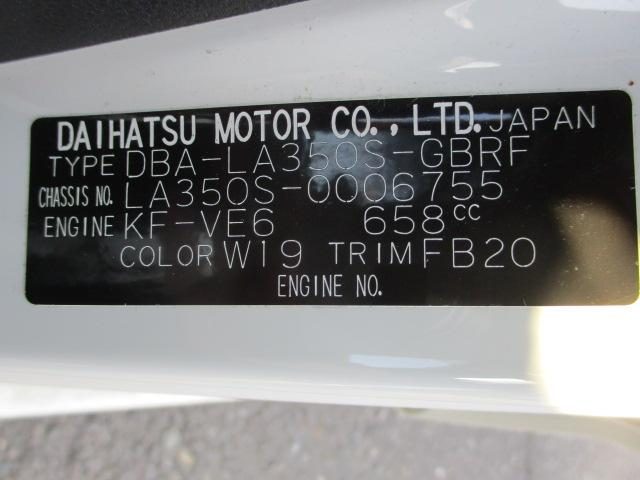 DAIHATSU MOTOR CO., LTD. JAPAN
TYPE DBA-LA350S-GBRF
CHASSIS NO. LA350S-0006755
ENGINE KF-VE6 658cc
COLOR W19 TRIM FB20
ENGINE NO.